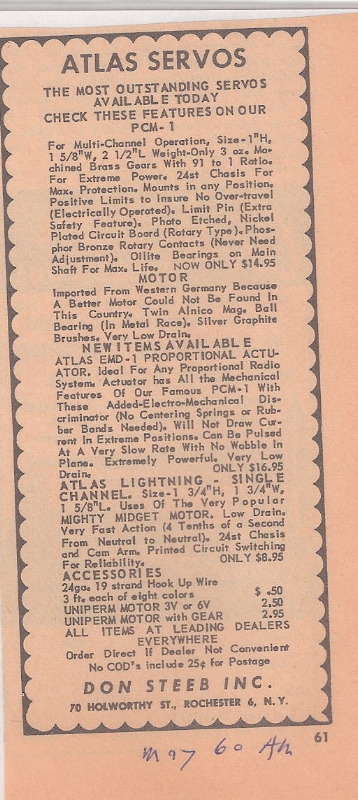 ATLAS SERVOS
THE MOST OUTSTANDING SERVOS
AVAILABLE TODAY
CHECK THESE FEATURES ON OUR
PCM-1
For Multi-Channel Operation, Size-1"H,
1 5/8"W, 2 1/2"L Weight-Only 3 oz. Ma-
chined Brass Gears With 91 to 1 Ratio.
For Extreme Power. 24st Chasis For
Max. Protection. Mounts in any Position.
Positive Limits to Insure No Over-travel
(Electrically Operated). Limit Pin (Extra
Safety Feature). Photo Etched, Nickel
Plated Circuit Board (Rotary Type). Phos-
phor Bronze Rotary Contacts (Never Need
Adjustment). Oilite Bearings on Main
Shaft For Max. Life. NOW ONLY $14.95
MOTOR
Imported From Western Germany Because
A Better Motor Could Not Be Found In
This Country. Twin Alnico Mag. Ball
Bearing (In Metal Race). Silver Graphite
Brushes. Very Low Drain.
NEW ITEMS AVAILABLE
ATLAS EMD-1 PROPORTIONAL ACTU-
ATOR. Ideal For Any Proportional Radio
System. Actuator has All the Mechanical
Features Of Our Famous PCM-1 With
These Added-Electro-Mechanical Dis-
criminator (No Centering Springs or Rub-
ber Bands Needed). Will Not Draw Cur-
rent In Extreme Positions. Can Be Pulsed
At A Very Slow Rate With No Wobble In
Plane. Extremely Powerful. Very Low
Drain. ONLY $16.95
ATLAS LIGHTNING - SINGLE
CHANNEL. Size-1 3/4"H, 1 3/4"W,
1 5/8"L. Uses Of The Very Popular
MIGHTY MIDGET MOTOR. Low Drain.
Very Fast Action (4 Tenths of a Second
From Neutral to Neutral). 24st Chasis
and Cam Arm. Printed Circuit Switching
For Reliability. ONLY $8.95
ACCESSORIES
24ga. 19 strand Hook Up Wire
3 ft. each of eight colors $ .50
UNIPERM MOTOR 3V or 6V 2.50
UNIPERM MOTOR with GEAR 2.95
ALL ITEMS AT LEADING DEALERS
EVERYWHERE
Order Direct If Dealer Not Convenient
No COD's include 25¢ for Postage
DON STEEB INC.
70 HOLWORTHY ST., ROCHESTER 6, N.Y.
61
May 60 AM